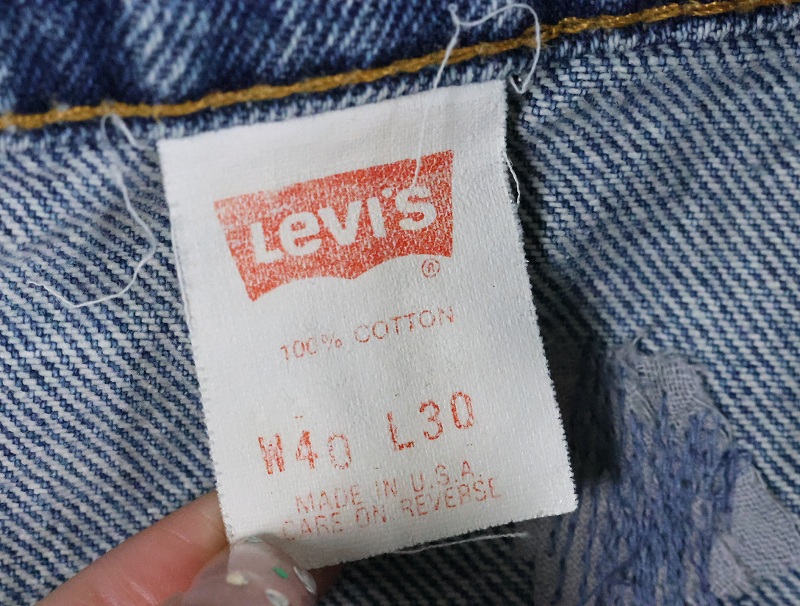 Levi's
®
100% COTTON
W40 L30
MADE IN U.S.A.
CARE ON REVERSE